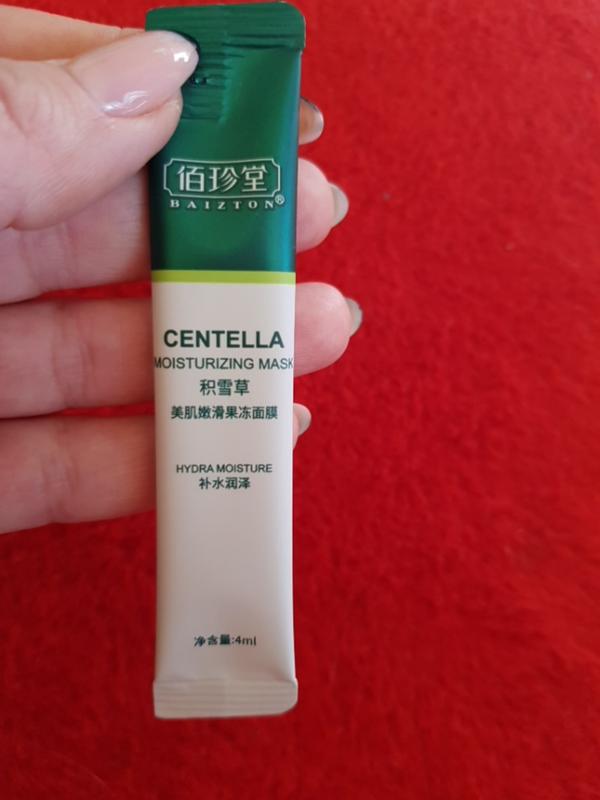 佰珍堂
BAIZTON®
CENTELLA
MOISTURIZING MASK
积雪草
美肌嫩滑果冻面膜
HYDRA MOISTURE
补水润泽
净含量:4ml